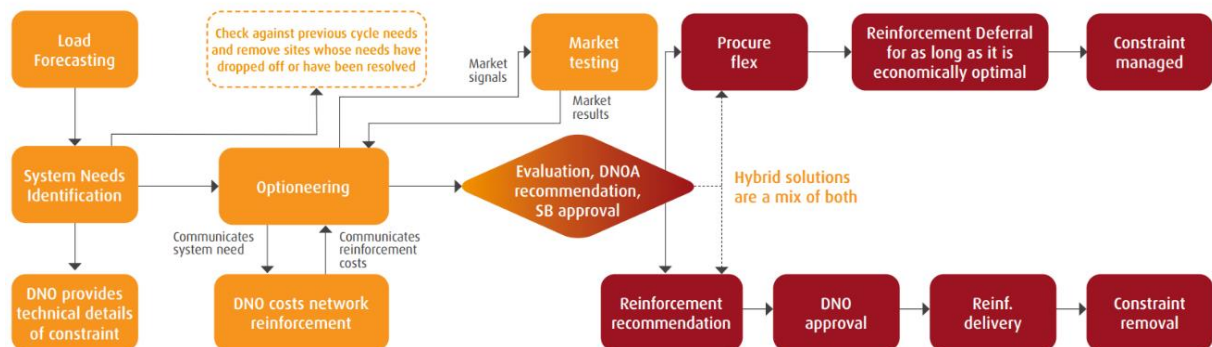 Load
Forecasting
Check against previous cycle needs
and remove sites whose needs have
dropped off or have been resolved
Market
signals
Market
testing
Market
results
Procure
flex
Reinforcement Deferral
for as long as it is
economically optimal
Constraint
managed
System Needs
Identification
Optioneering
Evaluation, DNOA
recommendation,
SB approval
Hybrid solutions
are a mix of both
Communicates
system need
Communicates
reinforcement
costs
DNO provides
technical details
of constraint
DNO costs network
reinforcement
Reinforcement
recommendation
DNO
approval
Reinf.
delivery
Constraint
removal